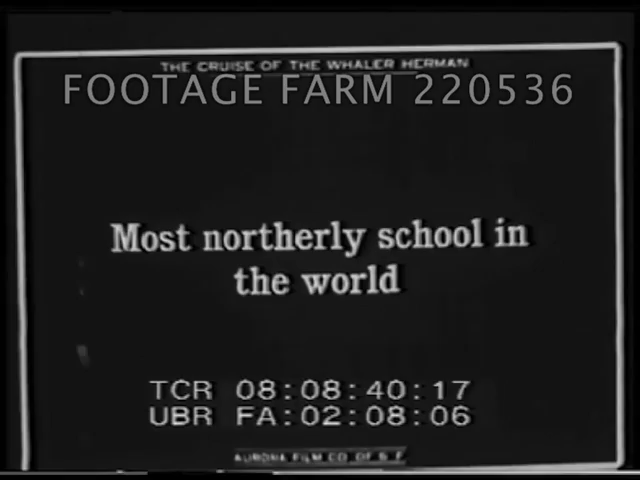 THE CRUISE OF THE WHALER HERMAN
FOOTAGE FARM 220536
Most northerly school in
the world
TCR 08:08:40:17
UBR FA:02:08:06
AURORA FILM CO. OF S.F.